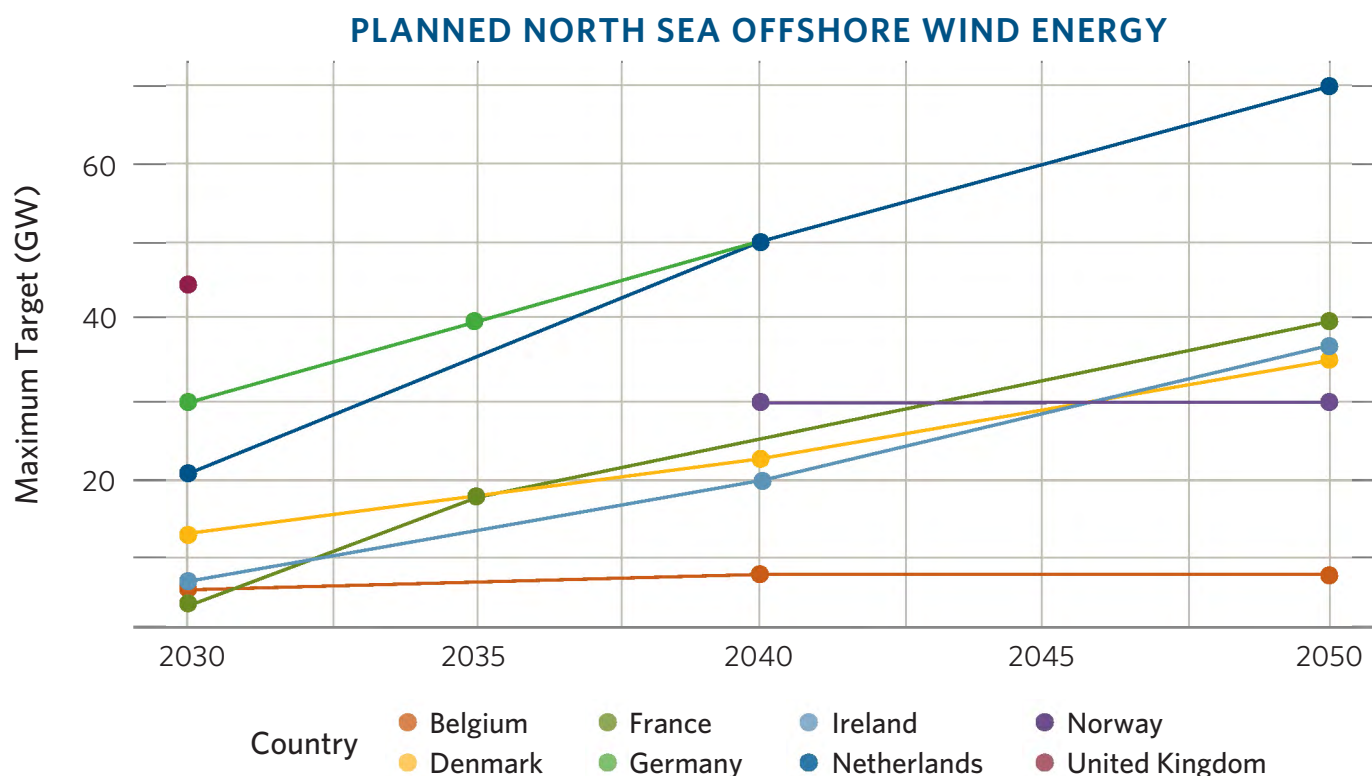 PLANNED NORTH SEA OFFSHORE WIND ENERGY
Maximum Target (GW)
60
40
20
2030 2035 2040 2045 2050
Country
Belgium France Ireland Norway
Denmark Germany Netherlands United Kingdom